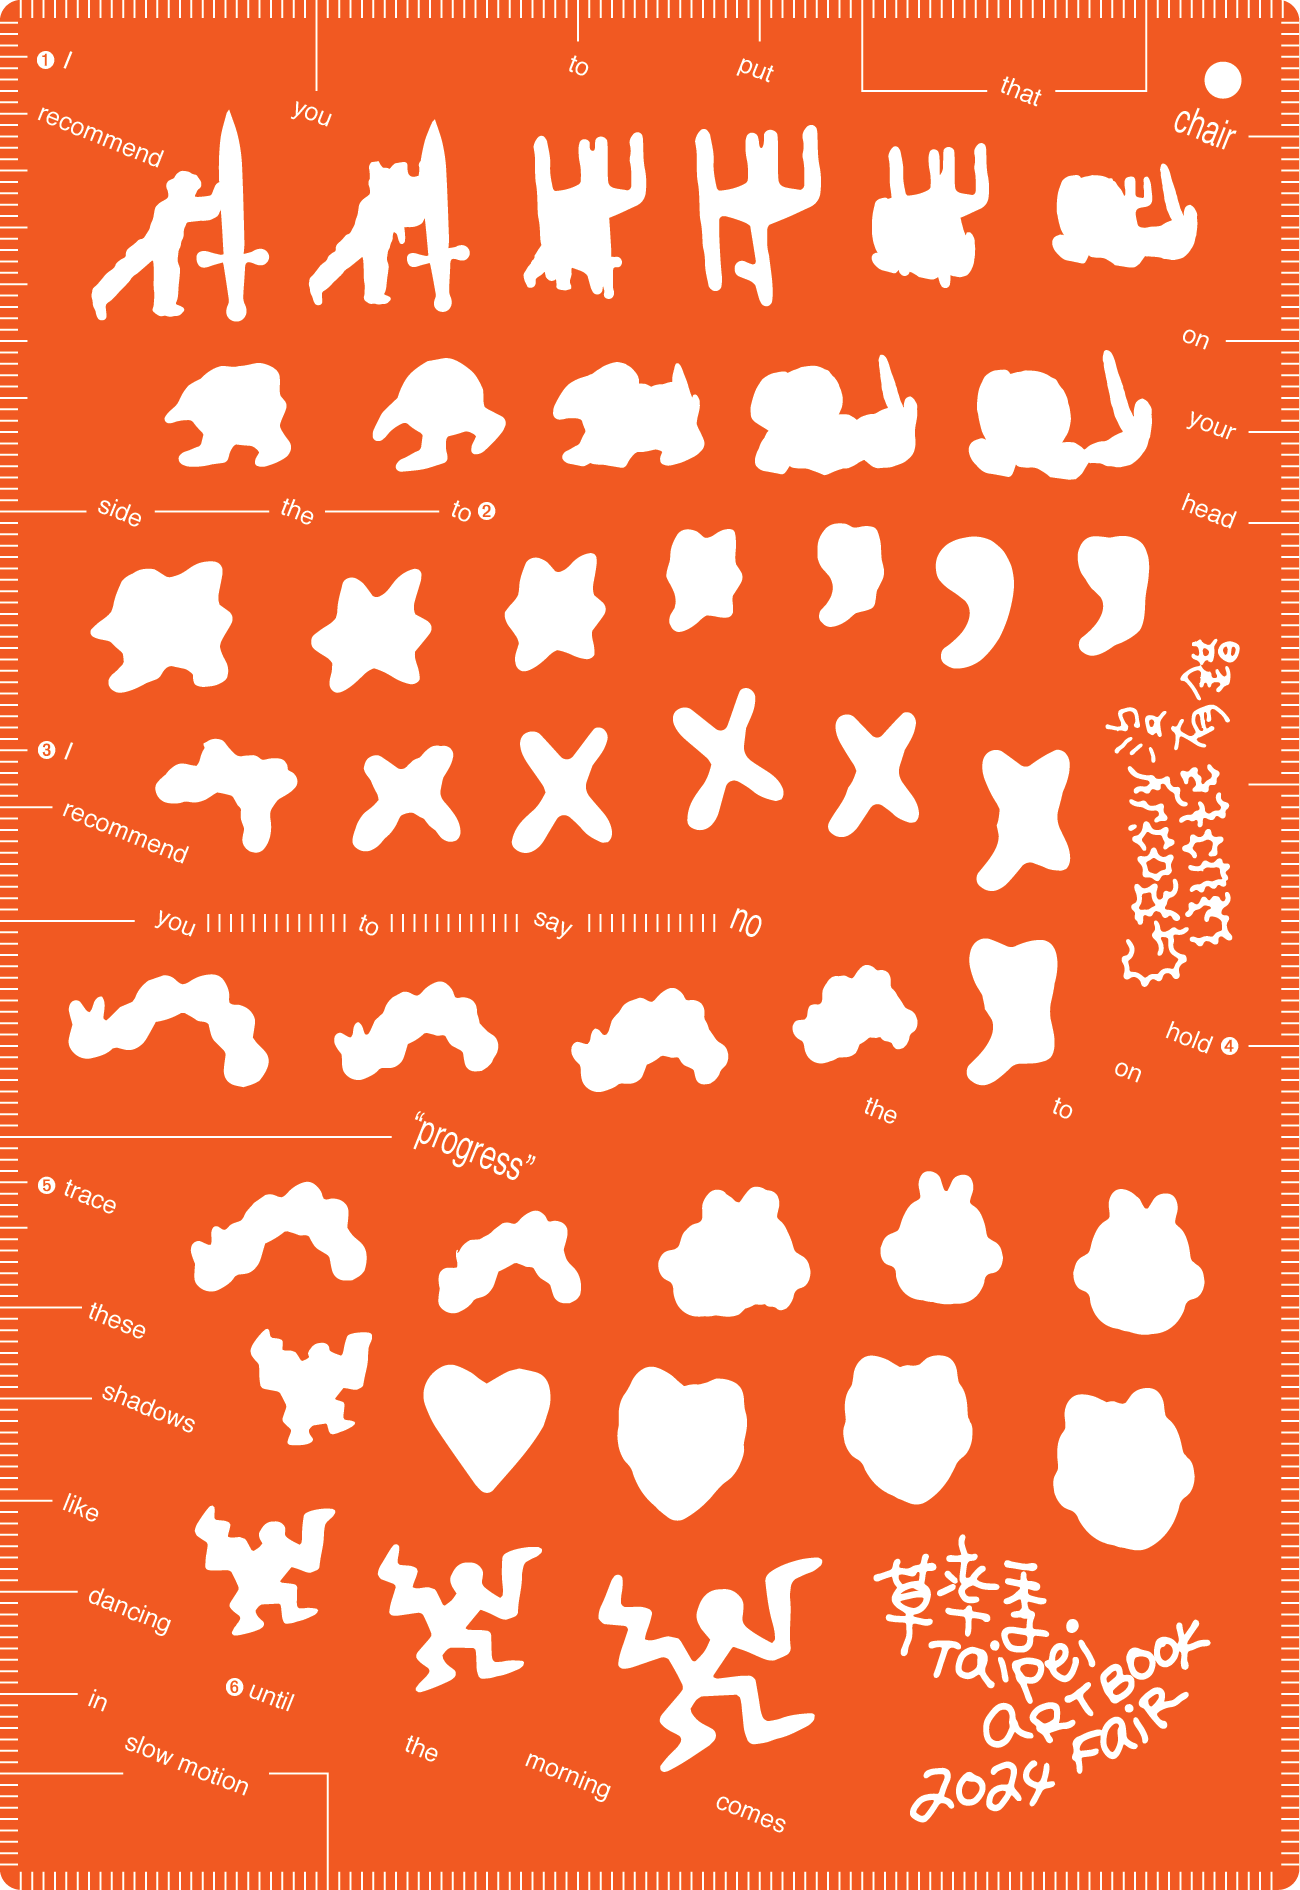 ❶ I
recommend
you
to
put
that
chair
on
your
head
side
the
to ❷
❸ I
recommend
you
to
say
no
hold ❹
on
to
the
“progress”
❺ trace
these
shadows
like
dancing
in
slow motion
❻ until
the
morning
comes
草率季
Taipei
ART BOOK
FAIR
2024